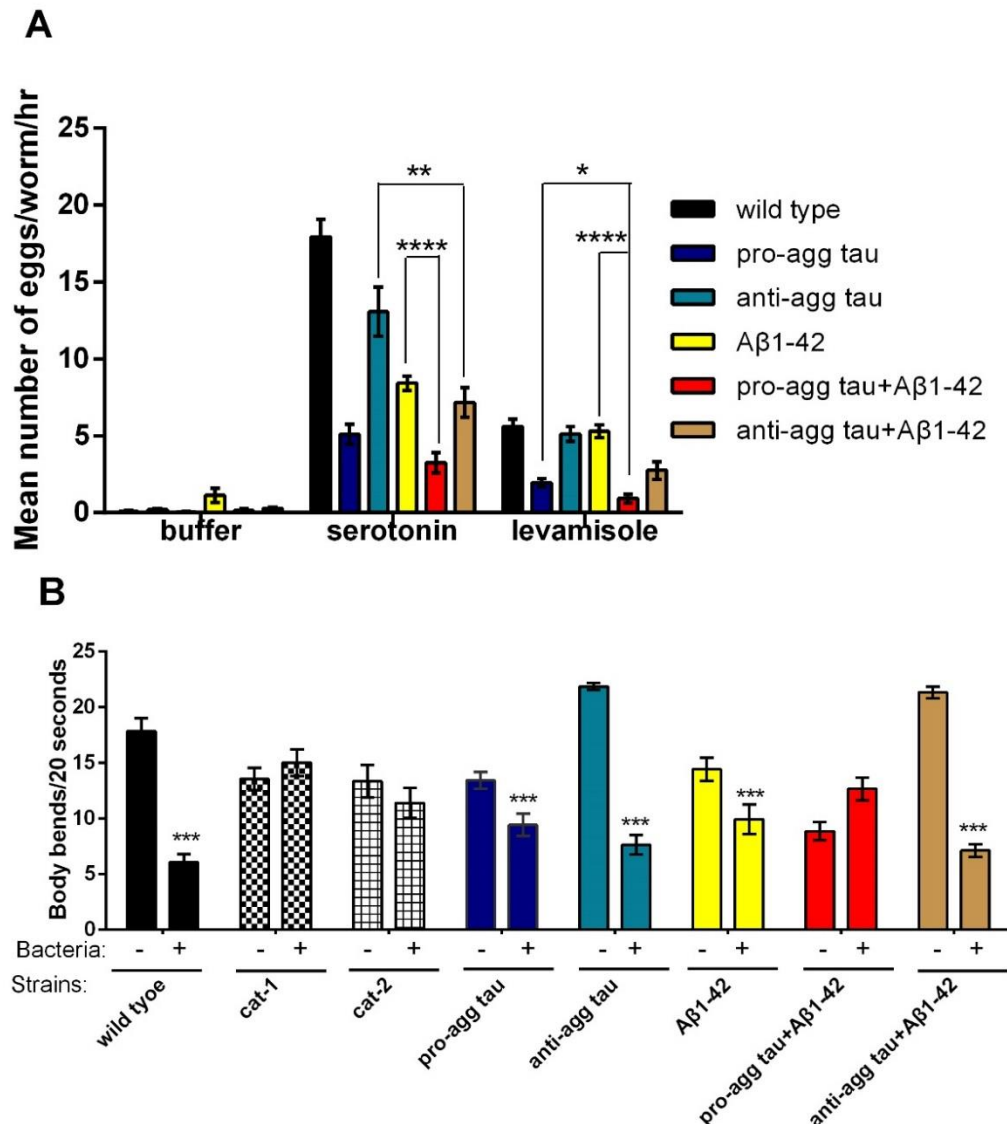 A
Mean number of eggs/worm/hr
25
20
15
10
5
0
**
****
*
****
buffer
serotonin
levamisole
wild type
pro-agg tau
anti-agg tau
Aβ1-42
pro-agg tau+Aβ1-42
anti-agg tau+Aβ1-42
B
Body bends/20 seconds
25
20
15
10
5
0
***
***
***
***
***
Bacteria: - + - + - + - + - + - + - + - +
Strains:
wild tyoe
cat-1
cat-2
pro-agg tau
anti-agg tau
Aβ1-42
pro-agg tau+Aβ1-42
anti-agg tau+Aβ1-42